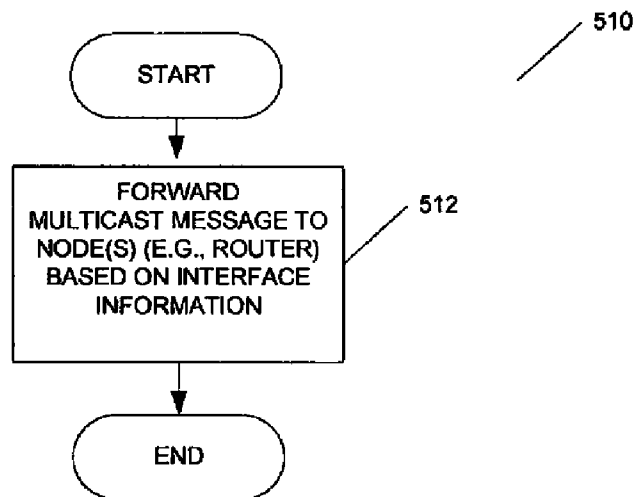 510
START
FORWARD
MULTICAST MESSAGE TO
NODE(S) (E.G., ROUTER)
BASED ON INTERFACE
INFORMATION
512
END